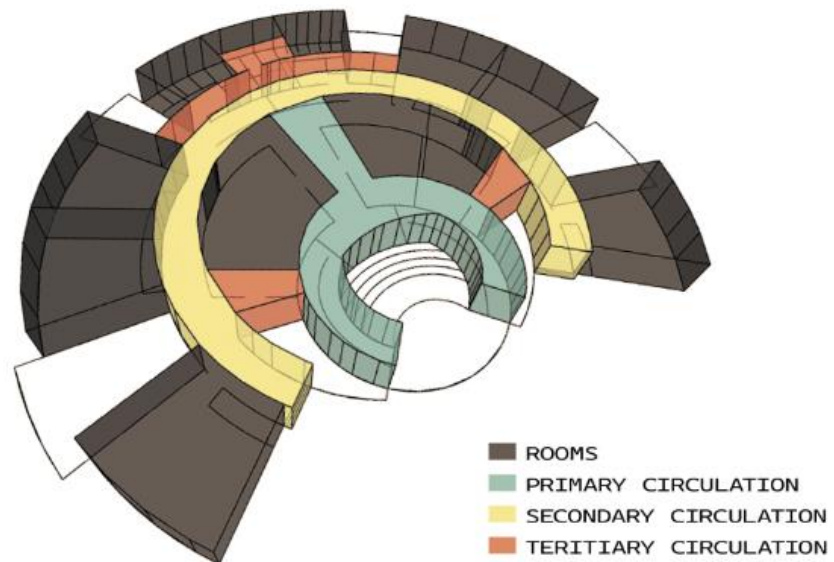 ROOMS
PRIMARY CIRCULATION
SECONDARY CIRCULATION
TERITIARY CIRCULATION